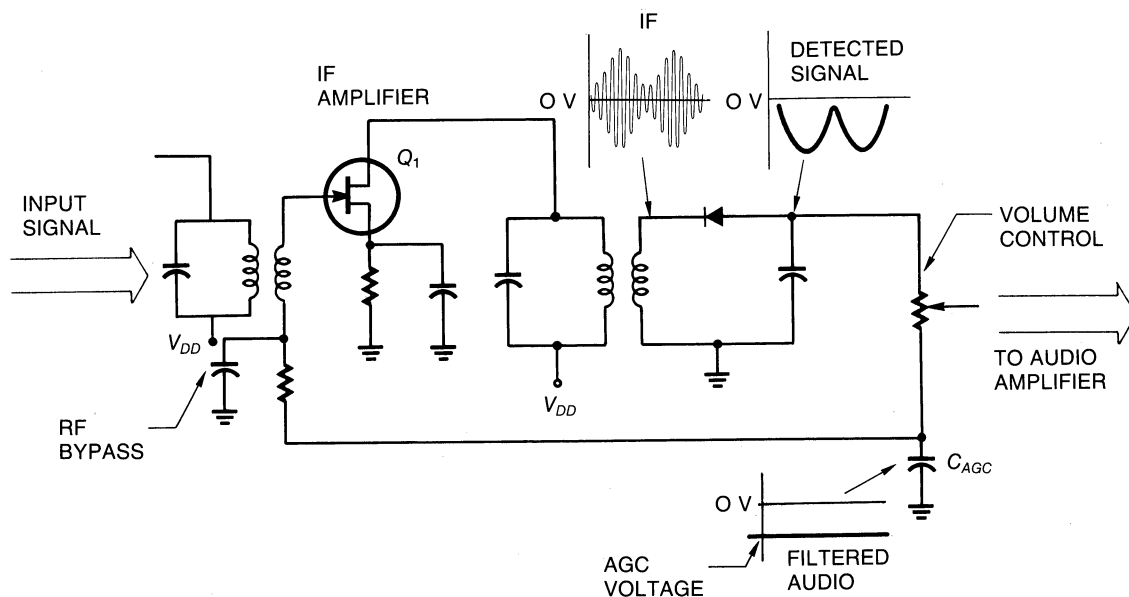 IF
DETECTED
SIGNAL
IF
AMPLIFIER
O V
O V
Q1
INPUT
SIGNAL
VOLUME
CONTROL
VDD
TO AUDIO
AMPLIFIER
VDD
RF
BYPASS
CAGC
O V
AGC
VOLTAGE
FILTERED
AUDIO